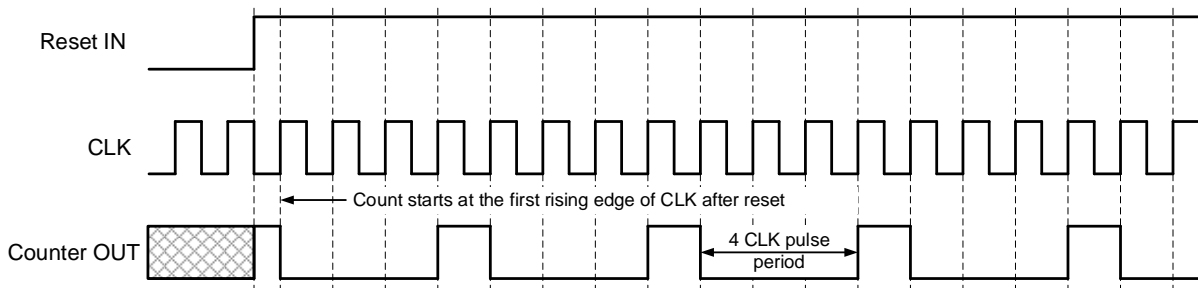 Reset IN
CLK
Count starts at the first rising edge of CLK after reset
Counter OUT
4 CLK pulse
period